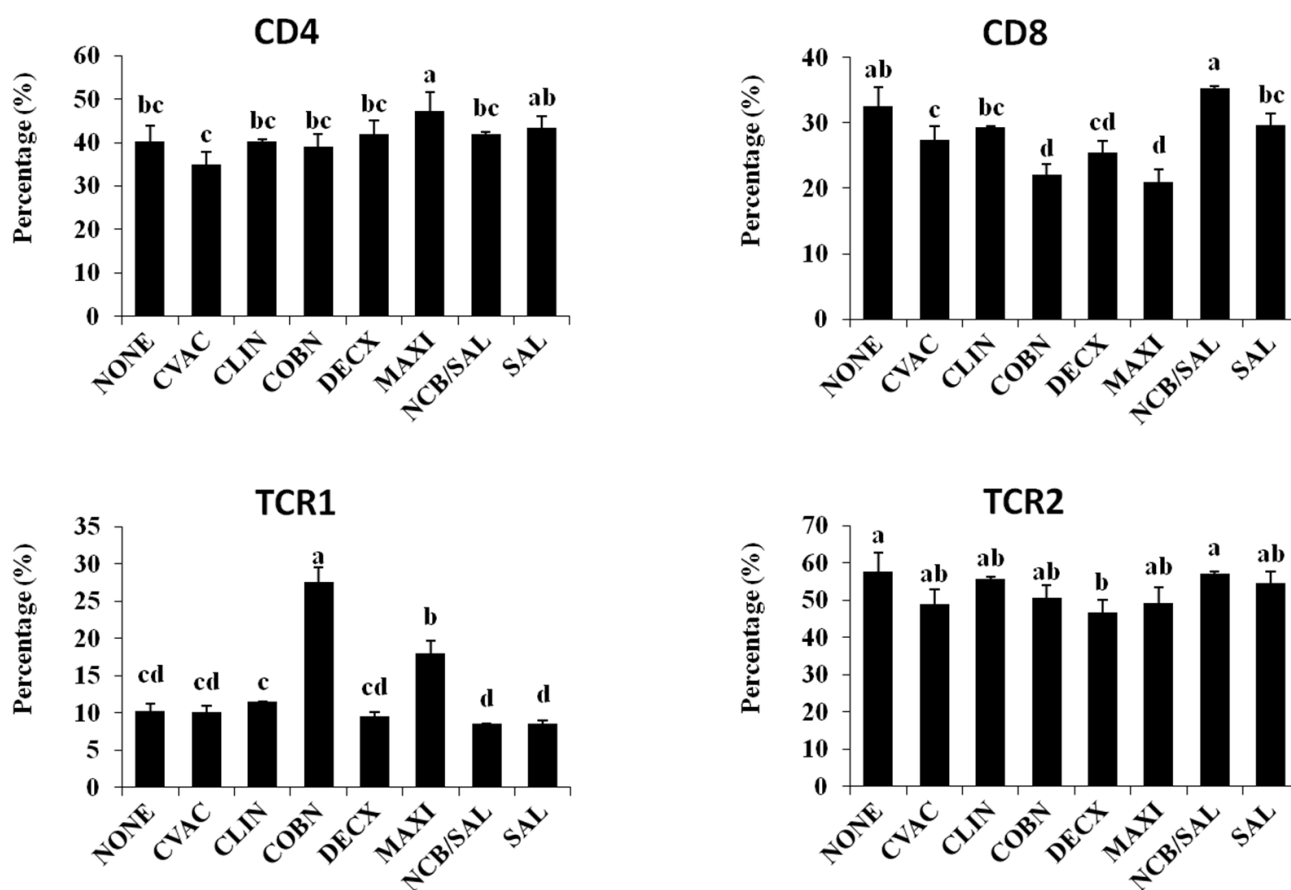 CD4
Percentage (%)
60
50
40
30
20
10
0
bc
c
bc
bc
bc
a
bc
ab
NONE
CVAC
CLIN
COBN
DECX
MAXI
NCB/SAL
SAL
CD8
Percentage (%)
40
30
20
10
0
ab
c
bc
d
cd
d
a
bc
NONE
CVAC
CLIN
COBN
DECX
MAXI
NCB/SAL
SAL
TCR1
Percentage (%)
35
30
25
20
15
10
5
0
cd
cd
c
a
cd
b
d
d
NONE
CVAC
CLIN
COBN
DECX
MAXI
NCB/SAL
SAL
TCR2
Percentage (%)
70
60
50
40
30
20
10
0
a
ab
ab
ab
b
ab
a
ab
NONE
CVAC
CLIN
COBN
DECX
MAXI
NCB/SAL
SAL